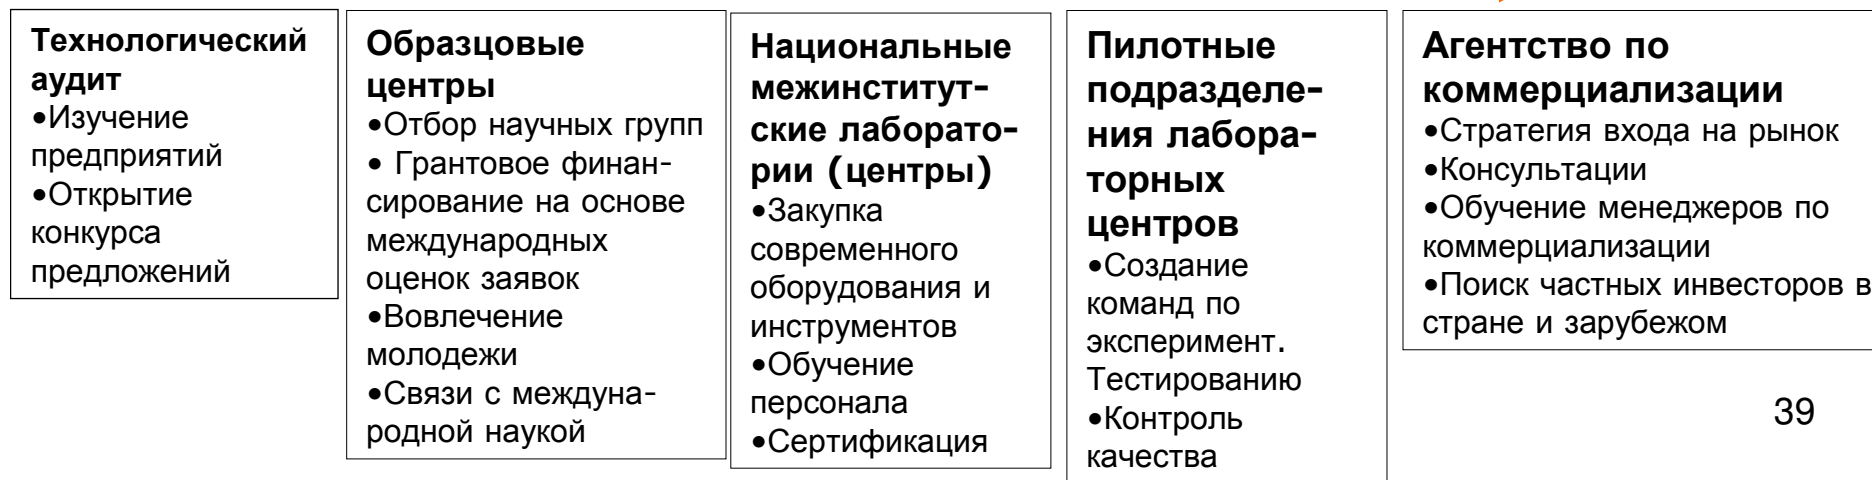 Технологический
аудит
•Изучение
предприятий
•Открытие
конкурса
предложений
Образцовые
центры
•Отбор научных групп
• Грантовое финан-
сирование на основе
международных
оценок заявок
•Вовлечение
молодежи
•Связи с междуна-
родной наукой
Национальные
межинститут-
ские лаборато-
рии (центры)
•Закупка
современного
оборудования и
инструментов
•Обучение
персонала
•Сертификация
Пилотные
подразделе-
ния лабора-
торных
центров
•Создание
команд по
эксперимент.
Тестированию
•Контроль
качества
Агентство по
коммерциализации
•Стратегия входа на рынок
•Консультации
•Обучение менеджеров по
коммерциализации
•Поиск частных инвесторов в
стране и зарубежом
39